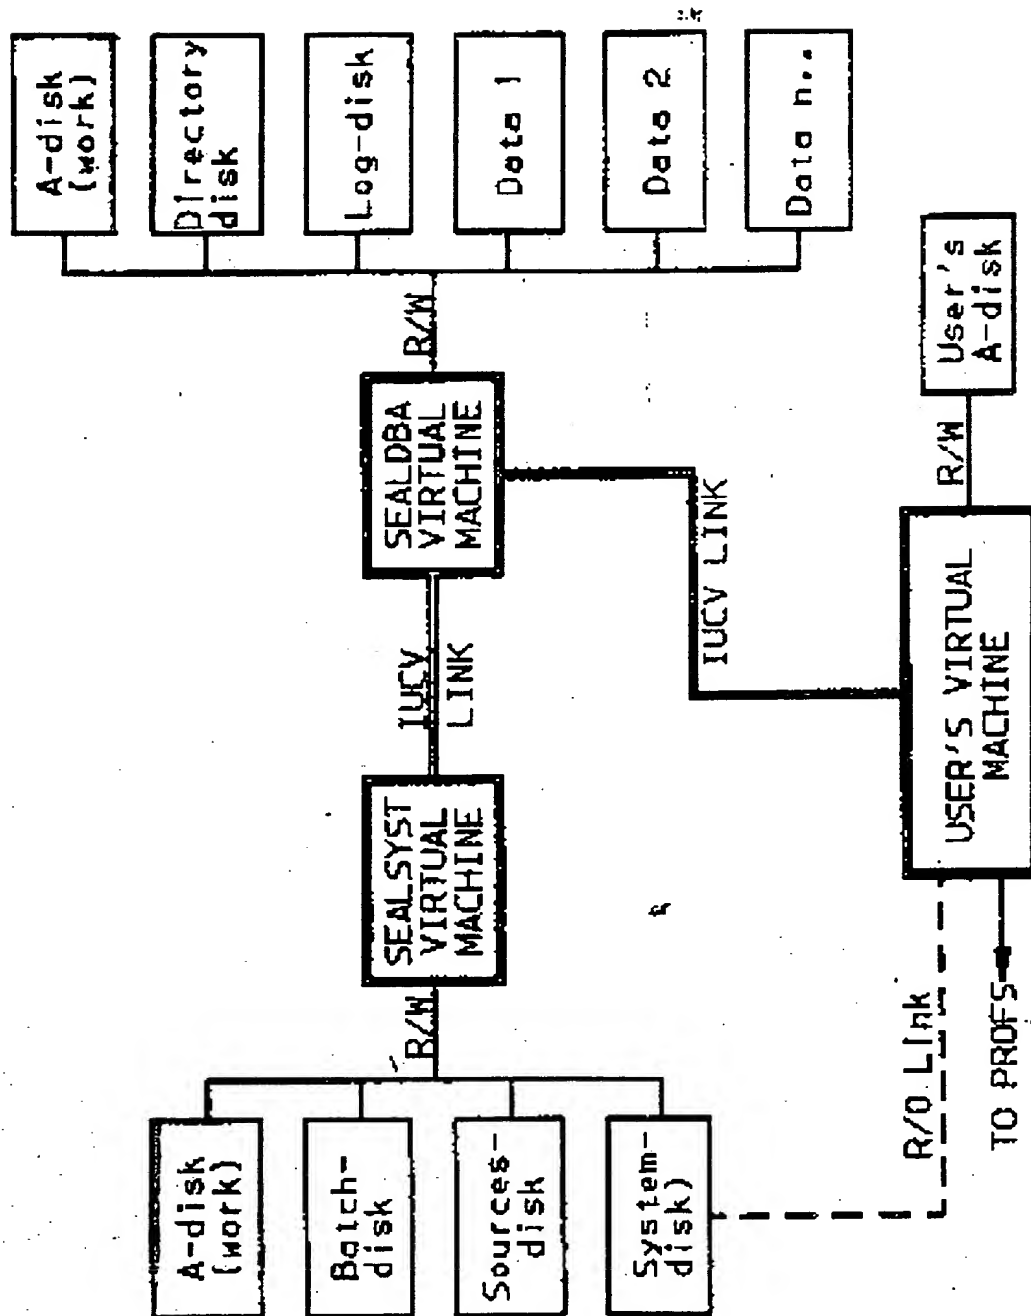 A-disk
(work)
Batch-
disk
Sources-
disk
System-
disk)
R/W
SEALSYST
VIRTUAL
MACHINE
IUCV
LINK
SEALDBA
VIRTUAL
MACHINE
R/W
A-disk
(work)
Directory
disk
Log-disk
Data 1
Data 2
Data n..
IUCV LINK
R/O Link
TO PROFS
USER'S VIRTUAL
MACHINE
R/W
User's
A-disk